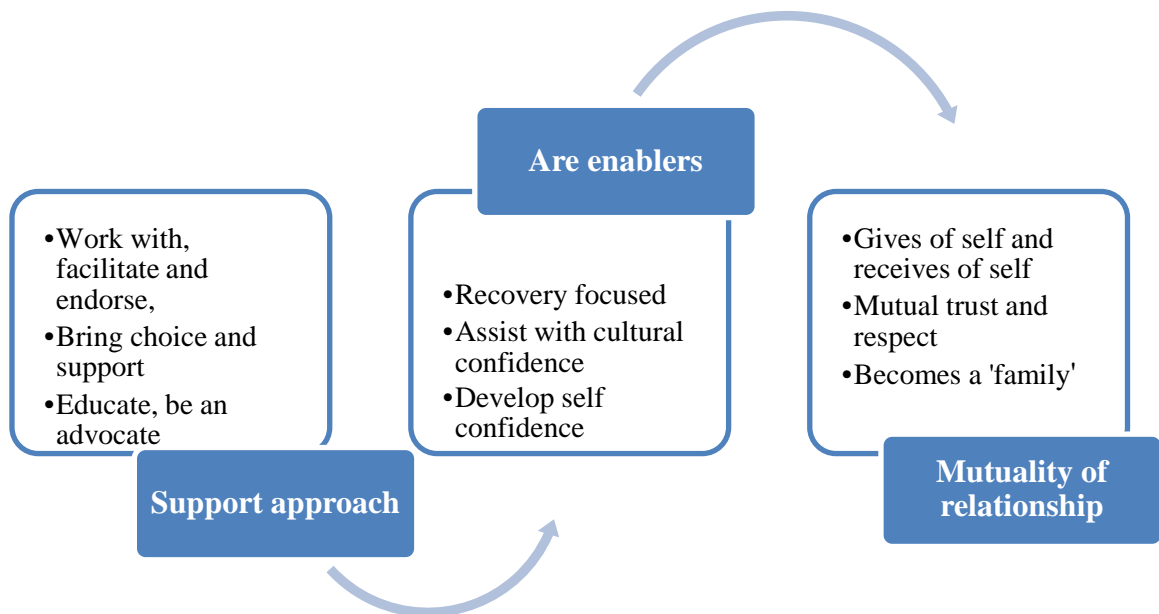 •Work with,
facilitate and
endorse,
•Bring choice and
support
•Educate, be an
advocate
Support approach
Are enablers
•Recovery focused
•Assist with cultural
confidence
•Develop self
confidence
•Gives of self and
receives of self
•Mutual trust and
respect
•Becomes a 'family'
Mutuality of
relationship